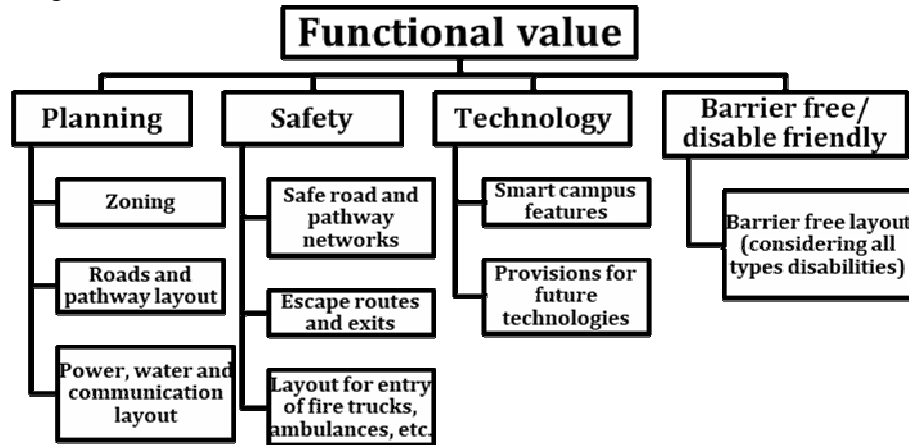 Functional value
Planning
Safety
Technology
Barrier free/
disable friendly
Zoning
Roads and
pathway layout
Power, water and
communication
layout
Safe road and
pathway
networks
Escape routes
and exits
Layout for entry
of fire trucks,
ambulances, etc.
Smart campus
features
Provisions for
future
technologies
Barrier free layout
(considering all
types disabilities)